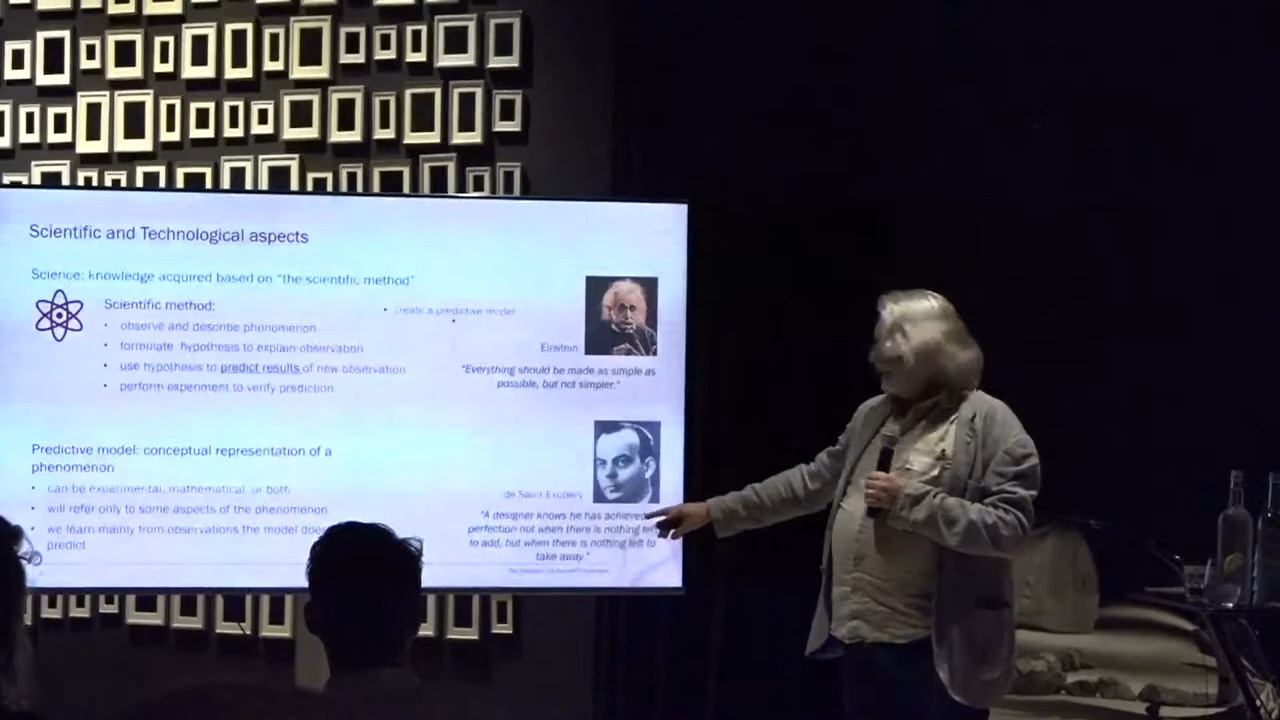 Scientific and Technological aspects
Science: knowledge acquired based on "the scientific method"
Scientific method:
• observe and describe phenomenon
• formulate hypothesis to explain observation
• use hypothesis to predict results of new observation
• perform experiment to verify prediction
• create a predictive model
•
Einstein
"Everything should be made as simple as
possible, but not simpler."
Predictive model: conceptual representation of a
phenomenon
• can be experimental, mathematical or both
• will refer only to some aspects of the phenomenon
• we learn mainly from observations the model does
predict
de Saint Exupéry
"A designer knows he has achieved
perfection not when there is nothing left
to add, but when there is nothing left to
take away."